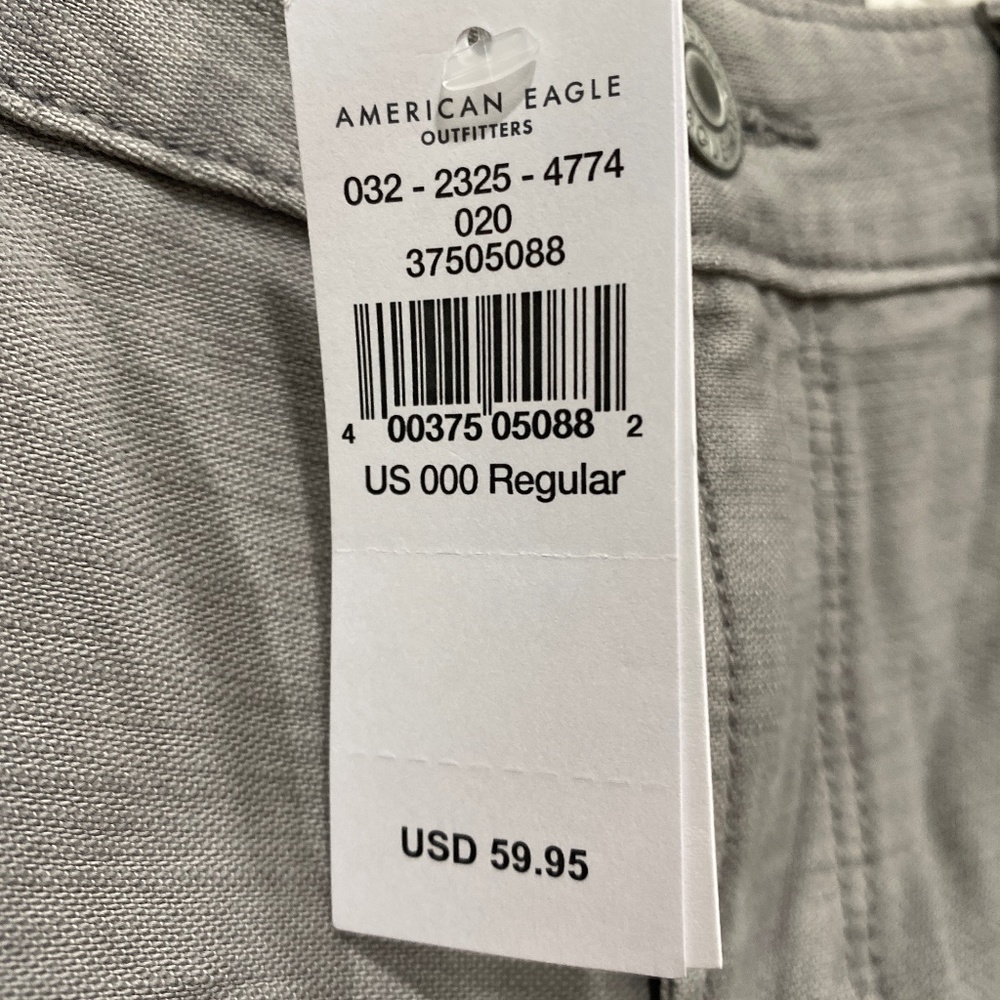 AMERICAN EAGLE
OUTFITTERS
032 - 2325 - 4774
020
37505088
4 00375 05088 2
US 000 Regular
USD 59.95